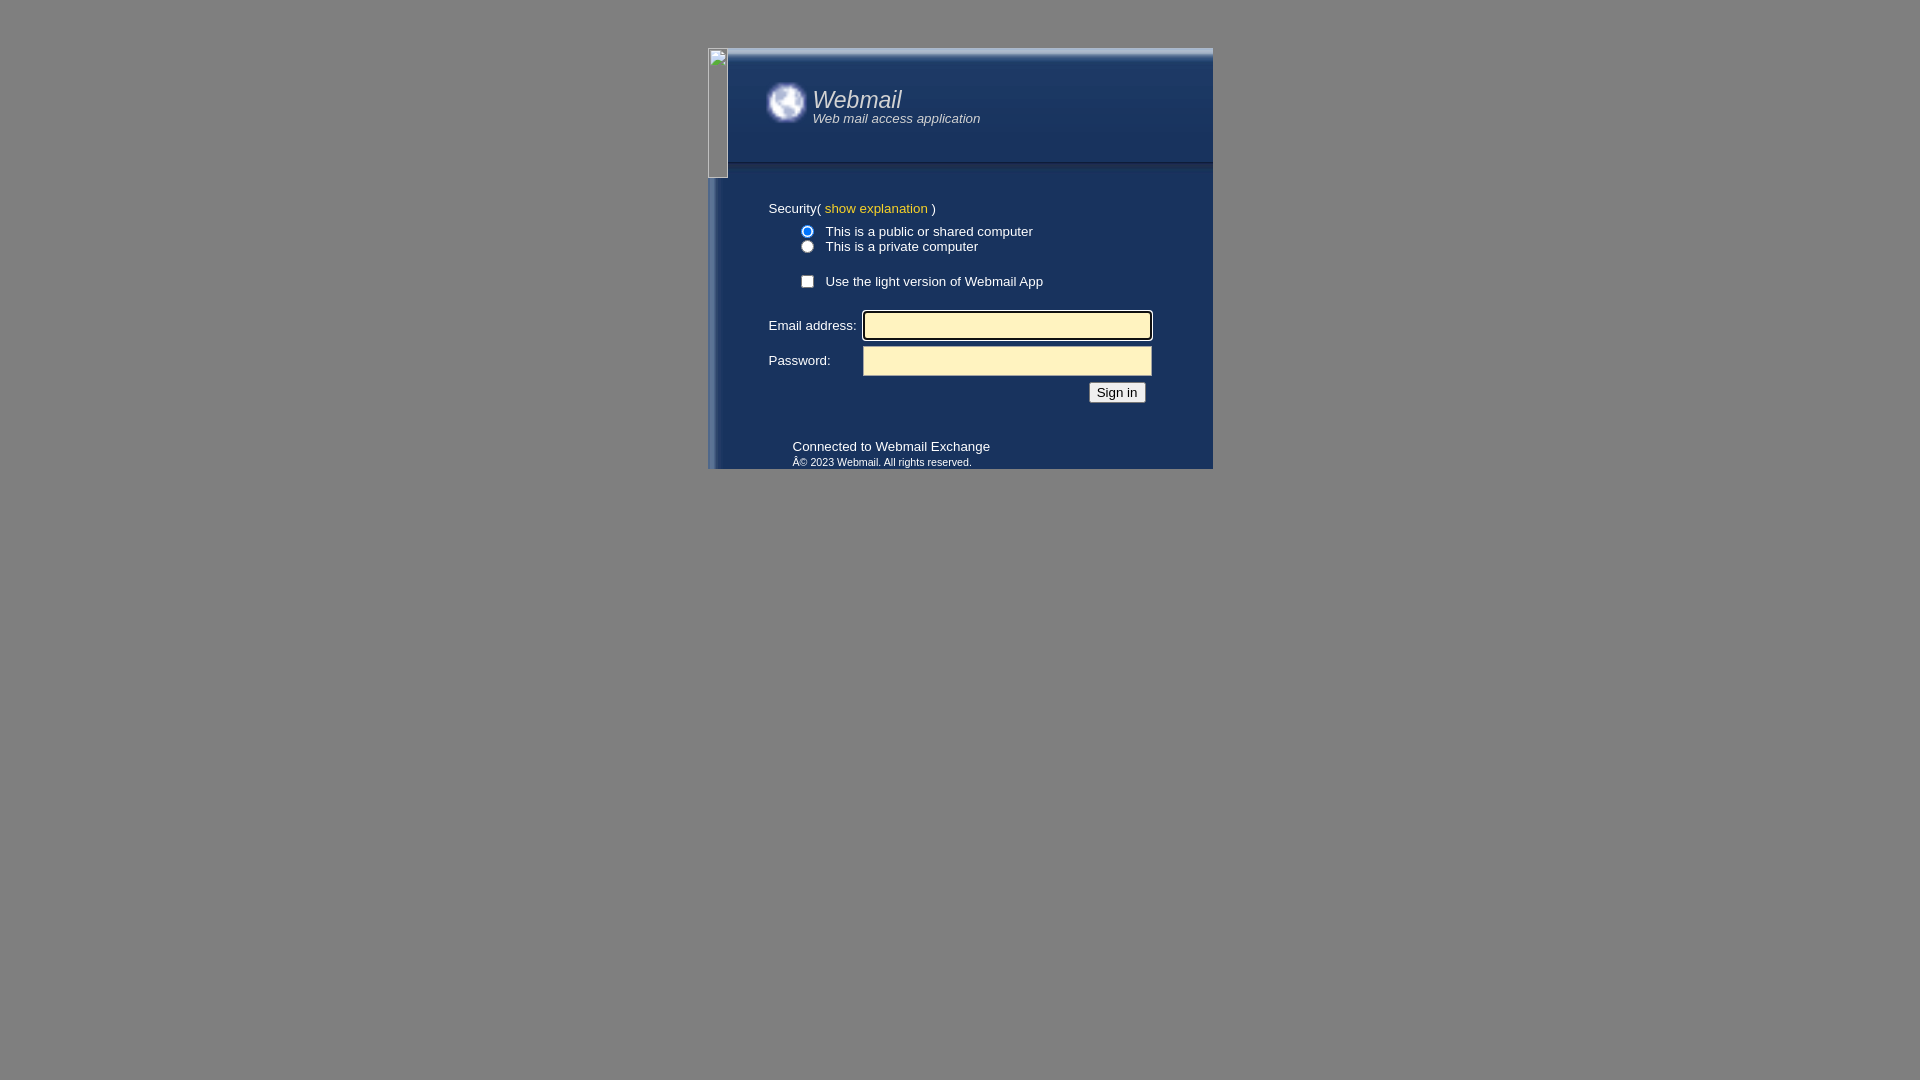 Webmail
Web mail access application
Security( show explanation )
This is a public or shared computer
This is a private computer
Use the light version of Webmail App
Email address:
Password:
Sign in
Connected to Webmail Exchange
Â© 2023 Webmail. All rights reserved.